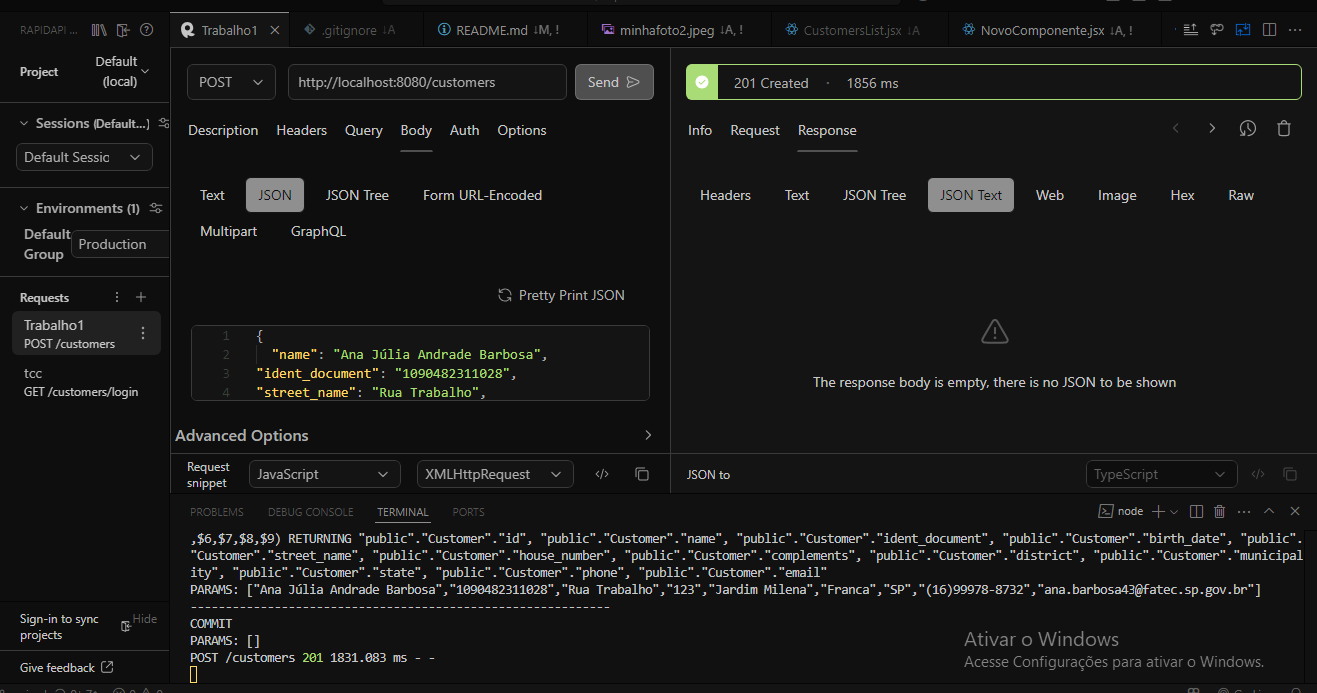 RAPIDAPI ...
Trabalho1
.gitignore ↓A
README.md ↓M, !
minhafoto2.jpeg ↓A, !
CustomersList.jsx ↓A
NovoComponente.jsx ↓A, !
Project
Default
(local)
Sessions (Default...]
Default Sessic
Environments (1)
Default
Group
Production
Requests
Trabalho1
POST /customers
tcc
GET /customers/login
Sign-in to sync
projects
Hide
Give feedback
POST
http://localhost:8080/customers
Send
Description Headers Query Body Auth Options
Text JSON JSON Tree Form URL-Encoded
Multipart GraphQL
Pretty Print JSON
1 {
2 "name": "Ana Júlia Andrade Barbosa",
3 "ident_document": "1090482311028",
4 "street_name": "Rua Trabalho",
Advanced Options
Request
snippet
JavaScript
XMLHttpRequest
201 Created · 1856 ms
Info Request Response
Headers Text JSON Tree JSON Text Web Image Hex Raw
The response body is empty, there is no JSON to be shown
JSON to
TypeScript
PROBLEMS DEBUG CONSOLE TERMINAL PORTS
node
,$6,$7,$8,$9) RETURNING "public"."Customer"."id", "public"."Customer"."name", "public"."Customer"."ident_document", "public"."Customer"."birth_date", "public".
"Customer"."street_name", "public"."Customer"."house_number", "public"."Customer"."complements", "public"."Customer"."district", "public"."Customer"."municipal
ity", "public"."Customer"."state", "public"."Customer"."phone", "public"."Customer"."email"
PARAMS: ["Ana Júlia Andrade Barbosa","1090482311028","Rua Trabalho","123","Jardim Milena","Franca","SP","(16)99978-8732","ana.barbosa43@fatec.sp.gov.br"]
------------------------------------------------------------
COMMIT
PARAMS: []
POST /customers 201 1831.083 ms - -
Ativar o Windows
Acesse Configurações para ativar o Windows.